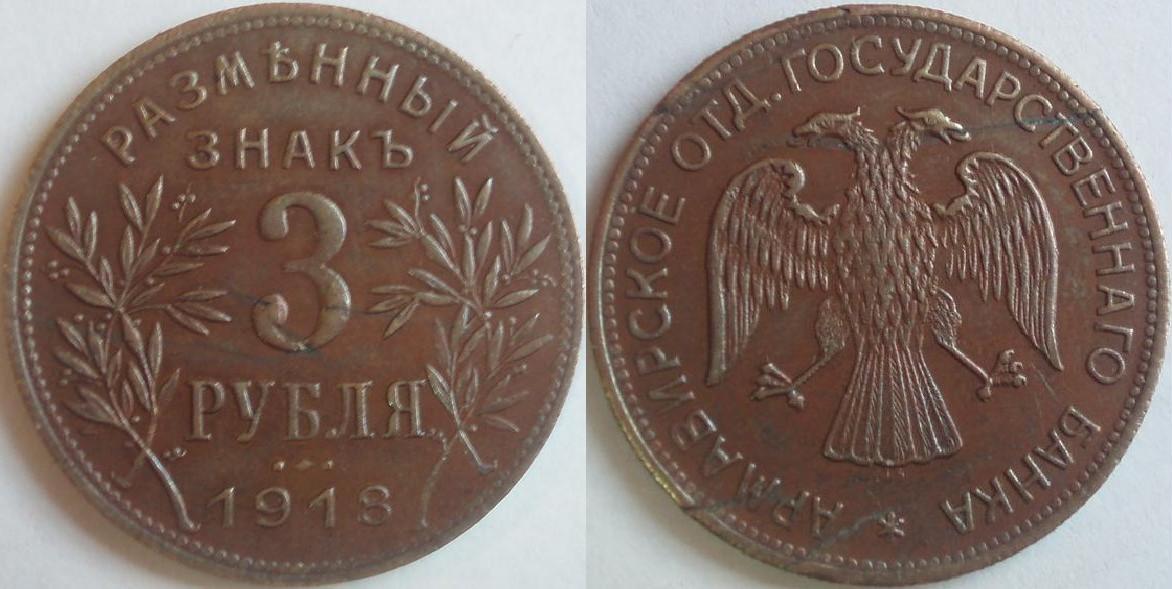 РАЗМѢННЫЙ
ЗНАКЪ
3
РУБЛЯ
1918
АРМАВИРСКОЕ ОТД. ГОСУДАРСТВЕННАГО БАНКА *